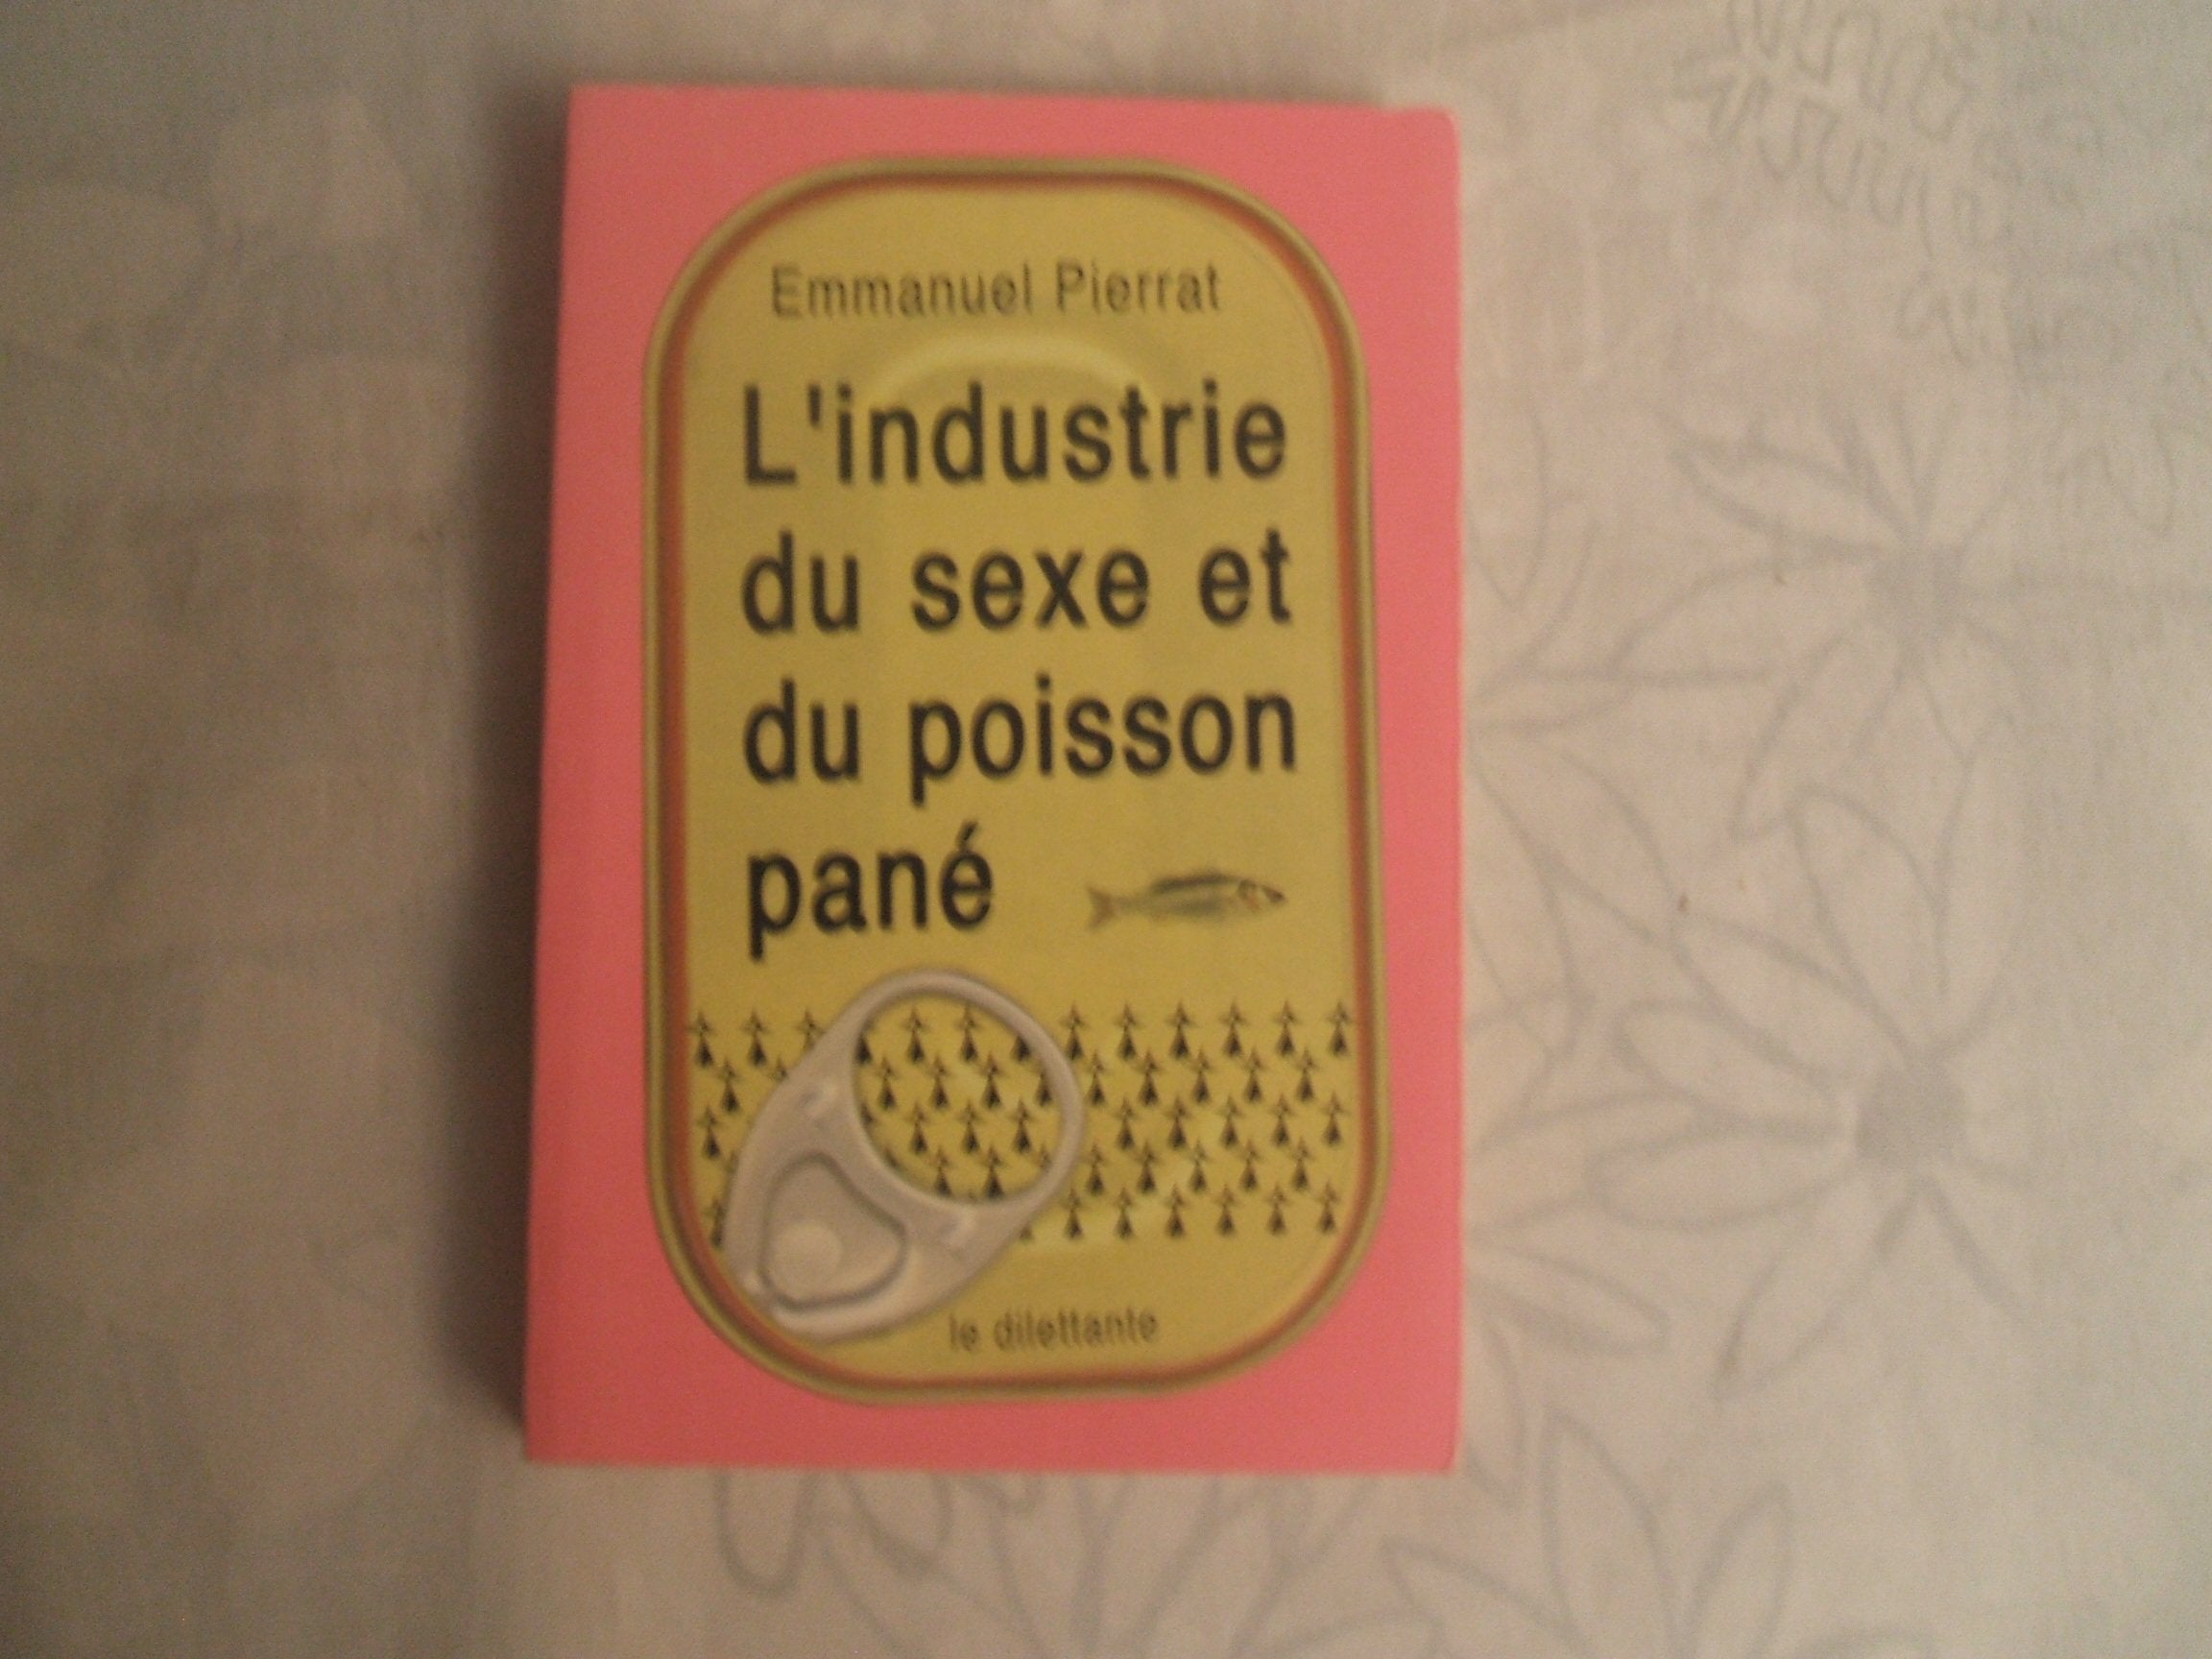 Emmanuel Pierrat
L'industrie
du sexe et
du poisson
pané
le dilettante